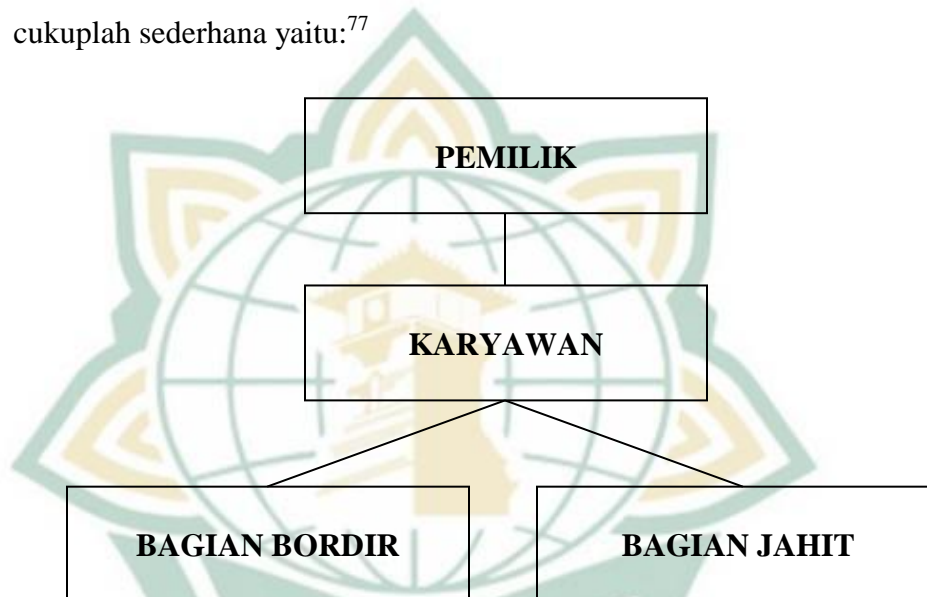 cukuplah sederhana yaitu:77
PEMILIK
KARYAWAN
BAGIAN BORDIR
BAGIAN JAHIT